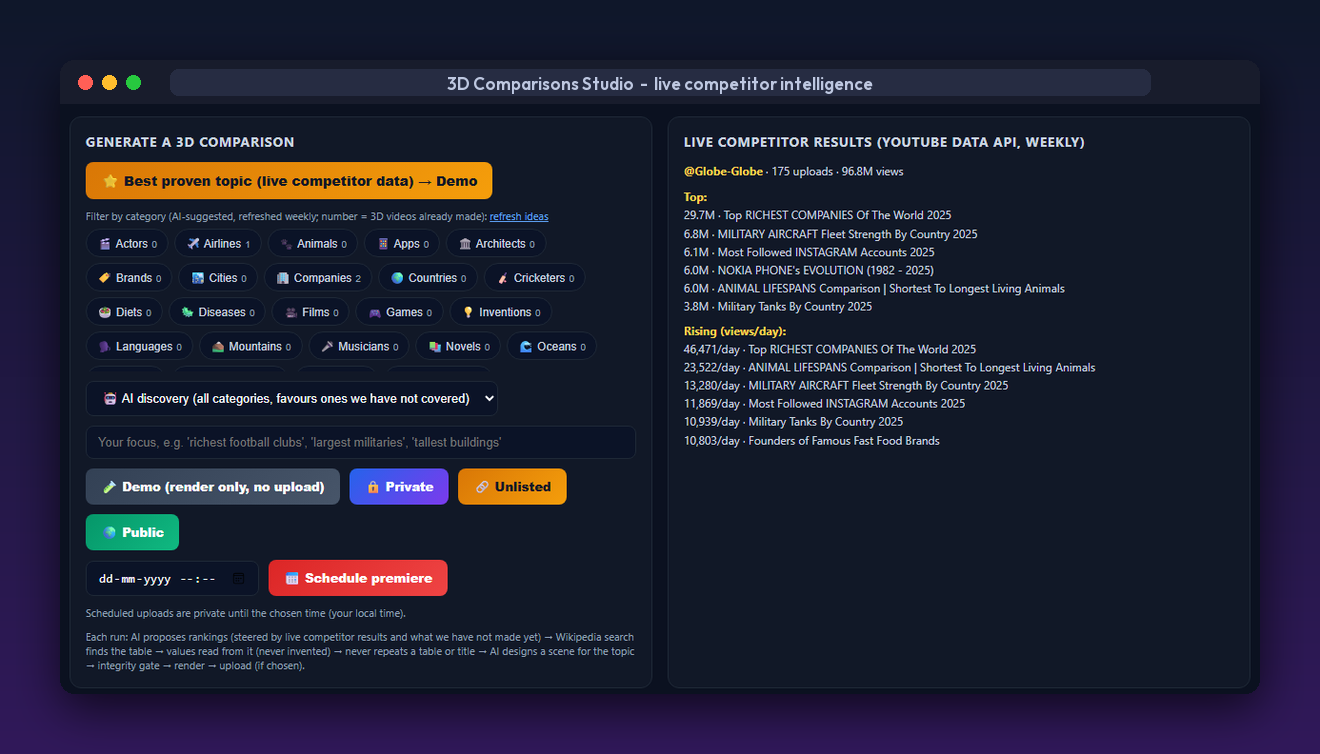 3D Comparisons Studio - live competitor intelligence
GENERATE A 3D COMPARISON
⭐ Best proven topic (live competitor data) → Demo
Filter by category (AI-suggested, refreshed weekly; number = 3D videos already made): refresh ideas
Actors 0 Airlines 1 Animals 0 Apps 0 Architects 0
Brands 0 Cities 0 Companies 2 Countries 0 Cricketers 0
Diets 0 Diseases 0 Films 0 Games 0 Inventions 0
Languages 0 Mountains 0 Musicians 0 Novels 0 Oceans 0
AI discovery (all categories, favours ones we have not covered)
Your focus, e.g. 'richest football clubs', 'largest militaries', 'tallest buildings'
Demo (render only, no upload) Private Unlisted
Public
dd-mm-yyyy --:-- Schedule premiere
Scheduled uploads are private until the chosen time (your local time).
Each run: AI proposes rankings (steered by live competitor results and what we have not made yet) → Wikipedia search
finds the table → values read from it (never invented) → never repeats a table or title → AI designs a scene for the topic
→ integrity gate → render → upload (if chosen).
LIVE COMPETITOR RESULTS (YOUTUBE DATA API, WEEKLY)
@Globe-Globe · 175 uploads · 96.8M views
Top:
29.7M · Top RICHEST COMPANIES Of The World 2025
6.8M · MILITARY AIRCRAFT Fleet Strength By Country 2025
6.1M · Most Followed INSTAGRAM Accounts 2025
6.0M · NOKIA PHONE's EVOLUTION (1982 - 2025)
6.0M · ANIMAL LIFESPANS Comparison | Shortest To Longest Living Animals
3.8M · Military Tanks By Country 2025
Rising (views/day):
46,471/day · Top RICHEST COMPANIES Of The World 2025
23,522/day · ANIMAL LIFESPANS Comparison | Shortest To Longest Living Animals
13,280/day · MILITARY AIRCRAFT Fleet Strength By Country 2025
11,869/day · Most Followed INSTAGRAM Accounts 2025
10,939/day · Military Tanks By Country 2025
10,803/day · Founders of Famous Fast Food Brands